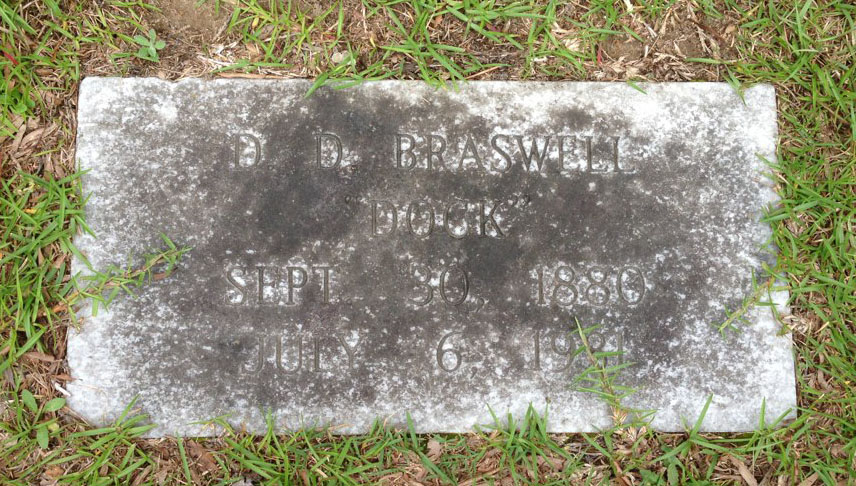 D. D. BRASWELL
"DOCK"
SEPT. 30, 1880
JULY 6,